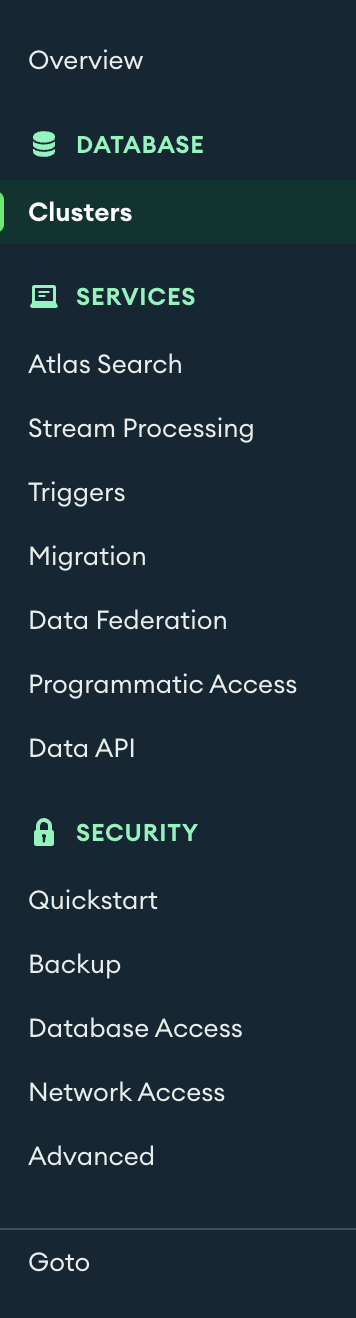 Overview
DATABASE
Clusters
SERVICES
Atlas Search
Stream Processing
Triggers
Migration
Data Federation
Programmatic Access
Data API
SECURITY
Quickstart
Backup
Database Access
Network Access
Advanced
Goto